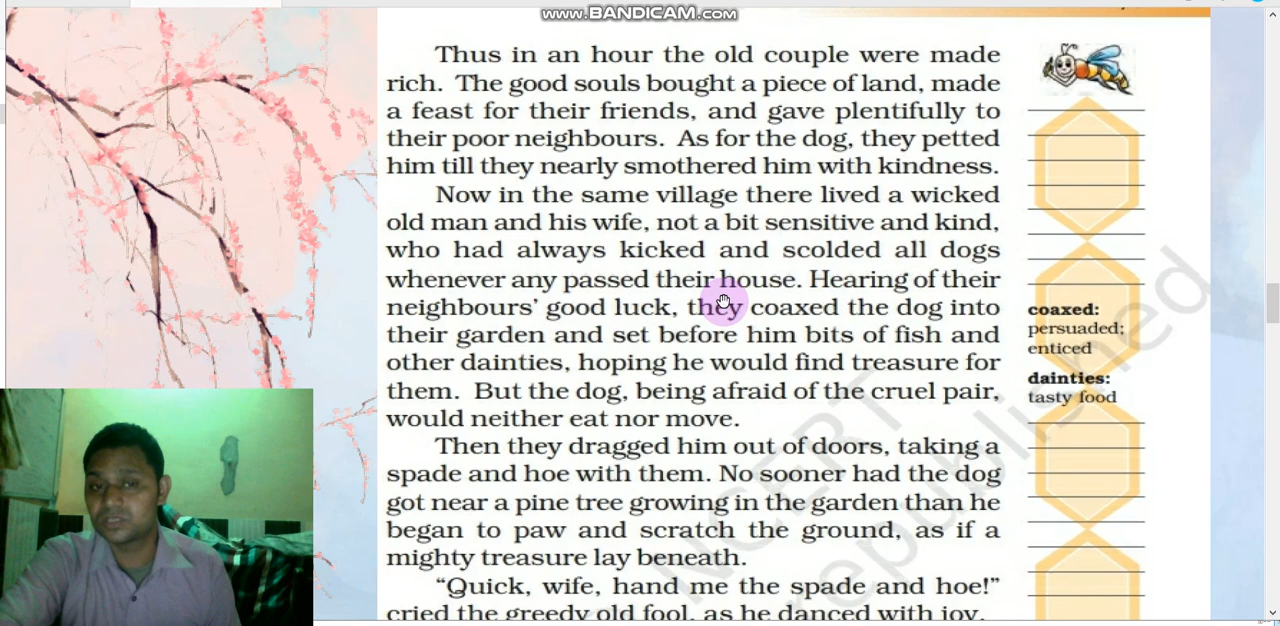 www.BANDICAM.com
Thus in an hour the old couple were made
rich. The good souls bought a piece of land, made
a feast for their friends, and gave plentifully to
their poor neighbours. As for the dog, they petted
him till they nearly smothered him with kindness.
Now in the same village there lived a wicked
old man and his wife, not a bit sensitive and kind,
who had always kicked and scolded all dogs
whenever any passed their house. Hearing of their
neighbours' good luck, they coaxed the dog into
their garden and set before him bits of fish and
other dainties, hoping he would find treasure for
them. But the dog, being afraid of the cruel pair,
would neither eat nor move.
Then they dragged him out of doors, taking a
spade and hoe with them. No sooner had the dog
got near a pine tree growing in the garden than he
began to paw and scratch the ground, as if a
mighty treasure lay beneath.
“Quick, wife, hand me the spade and hoe!”
cried the greedy old fool, as he danced with joy.
coaxed:
persuaded;
enticed
dainties:
tasty food
NCERT
republished